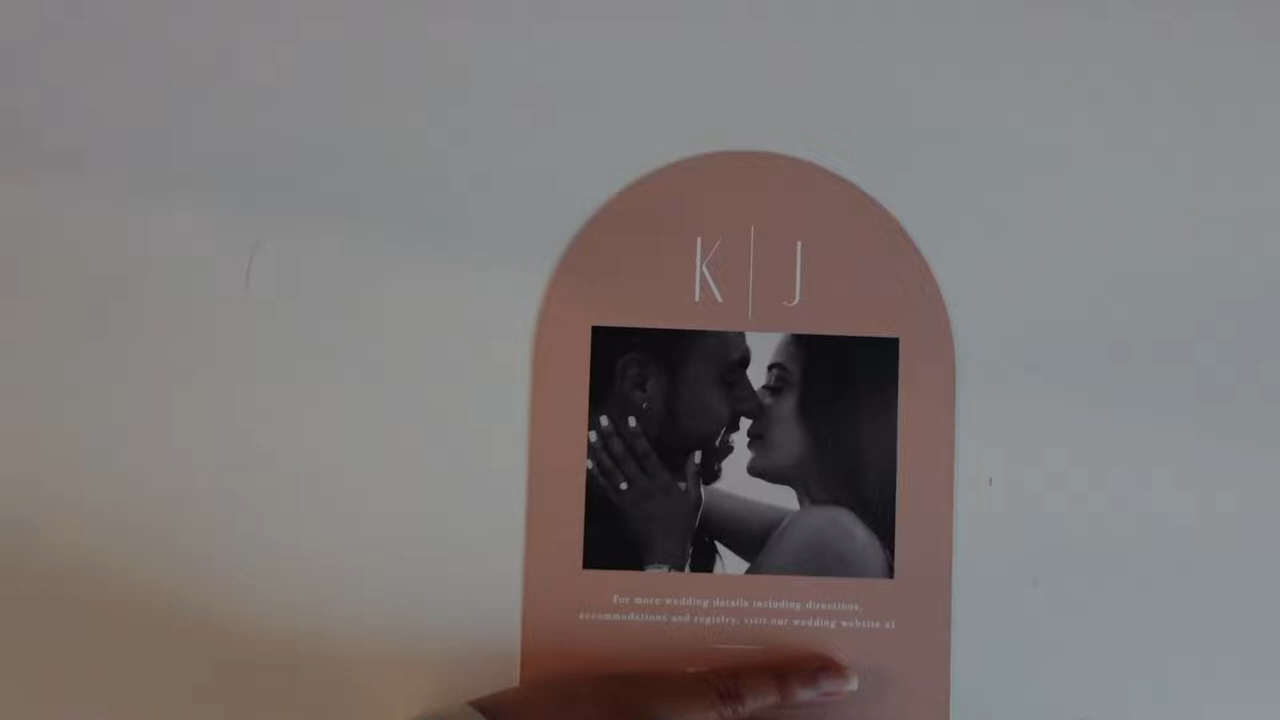 K | J
For more wedding details including directions,
accommodations and registry, visit our wedding website at